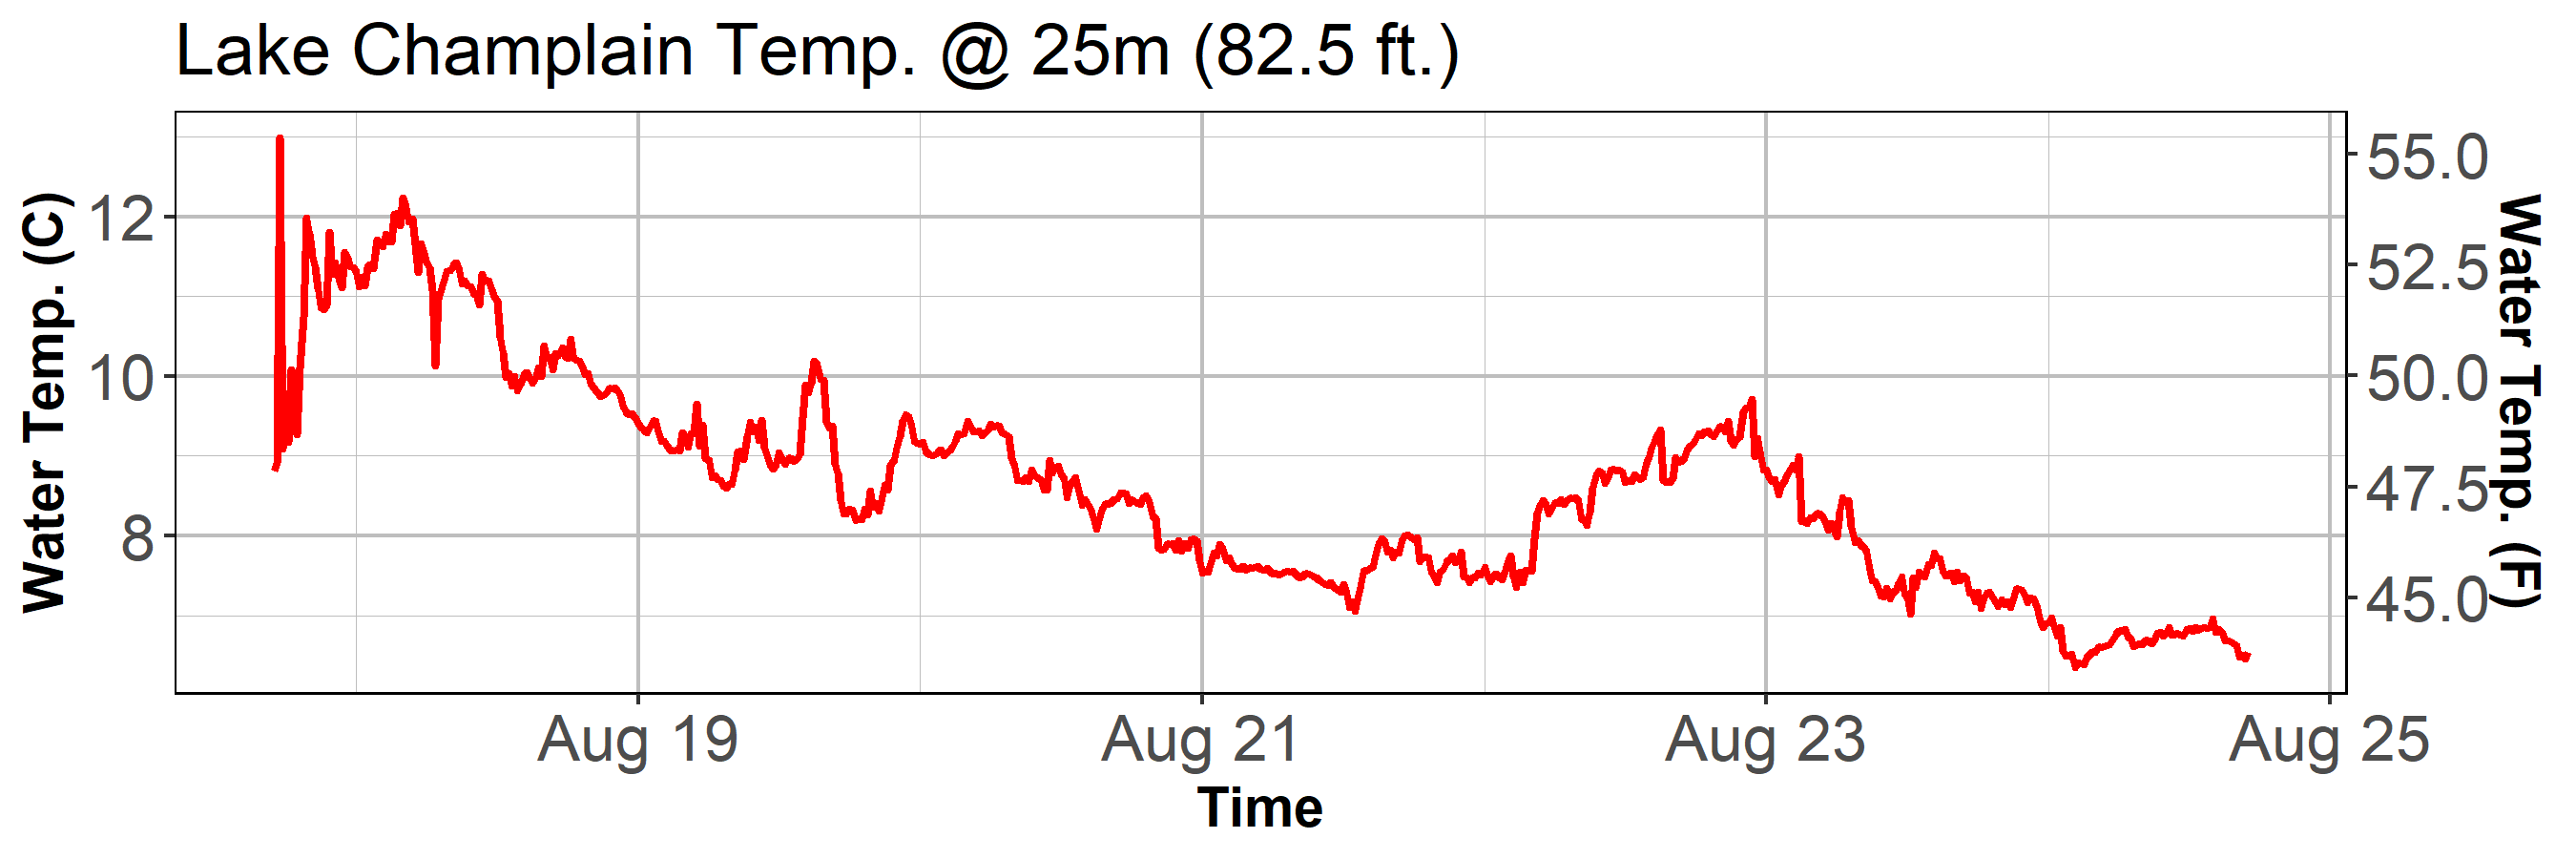 Lake Champlain Temp. @ 25m (82.5 ft.)
Water Temp. (C)
12
10
8
55.0
52.5
50.0
47.5
45.0
Water Temp. (F)
Aug 19 Aug 21 Aug 23 Aug 25
Time